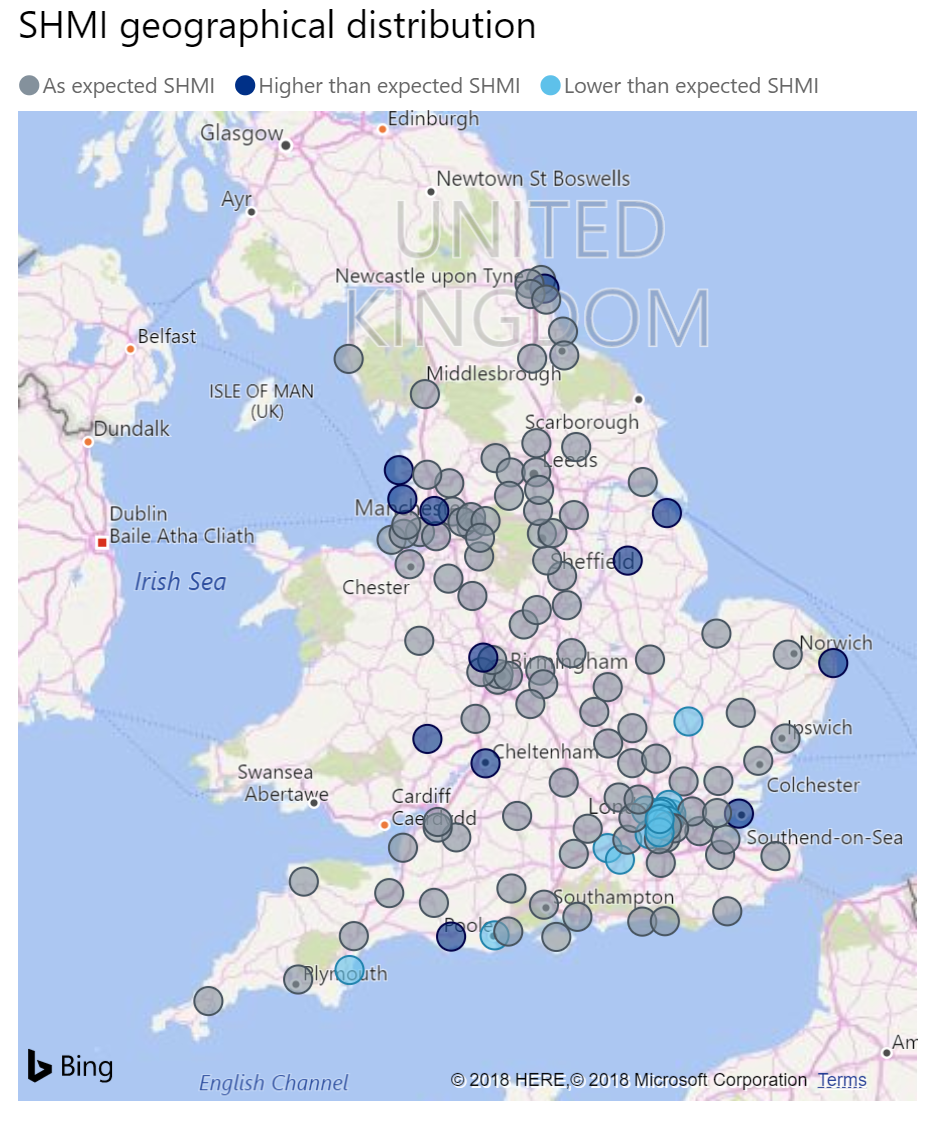 SHMI geographical distribution
As expected SHMI
Higher than expected SHMI
Lower than expected SHMI
Edinburgh
Glasgow
Newtown St Boswells
Ayr
UNITED
KINGDOM
Newcastle upon Tyne
Belfast
Middlesbrough
ISLE OF MAN
(UK)
Scarborough
Dundalk
Leeds
Dublin
Baile Atha Cliath
Irish Sea
Sheffield
Chester
Norwich
Birmingham
Ipswich
Cheltenham
Swansea
Abertawe
Colchester
Cardiff
Southend-on-Sea
Southampton
Poole
Plymouth
Am
Bing
English Channel
© 2018 HERE,© 2018 Microsoft Corporation Terms